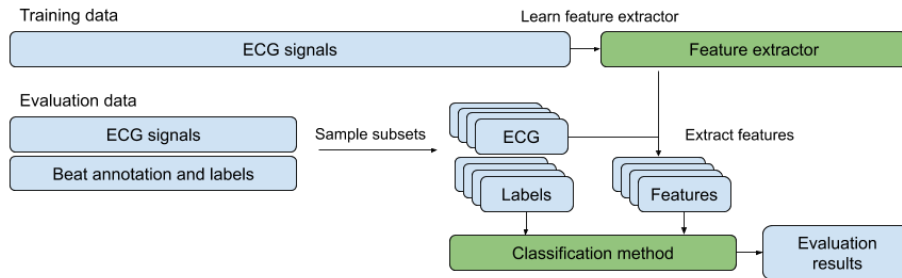 Training data
Learn feature extractor
ECG signals
Feature extractor
Evaluation data
ECG signals
Sample subsets
ECG
Extract features
Beat annotation and labels
Labels
Features
Classification method
Evaluation
results